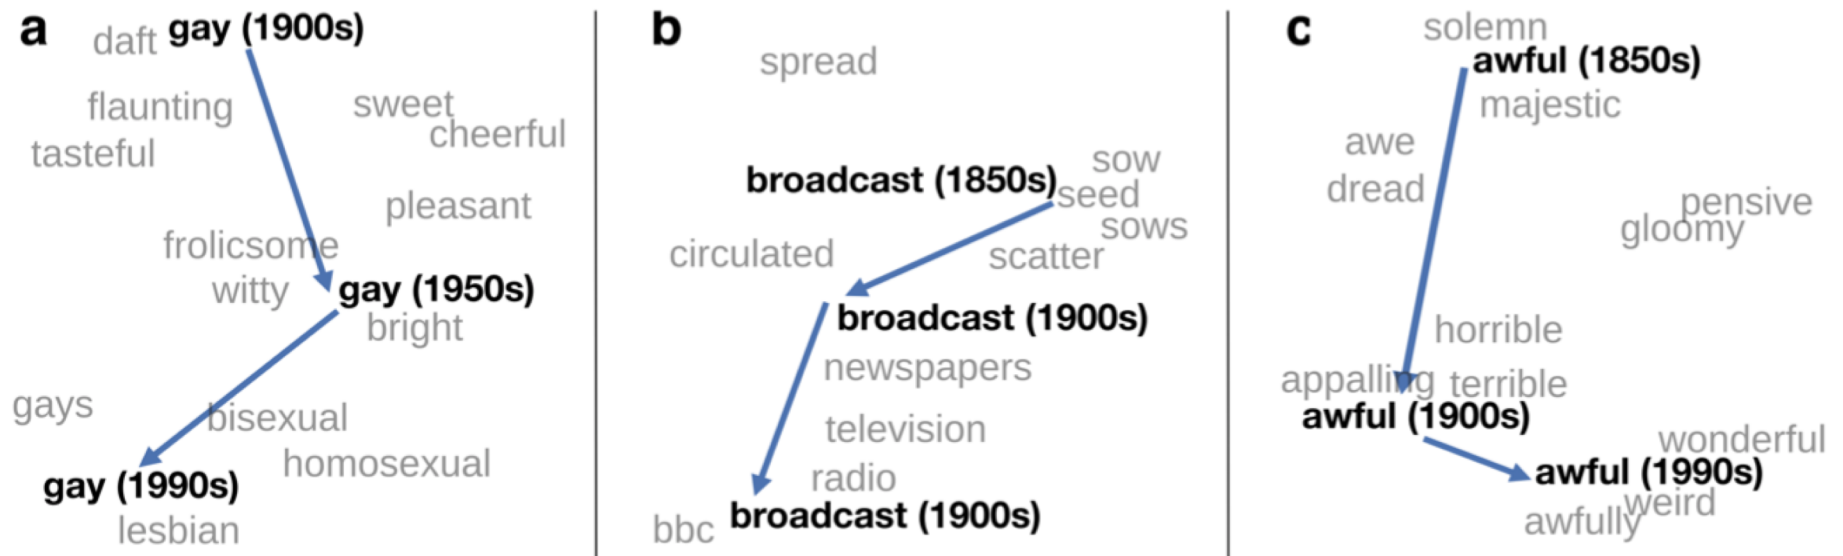 a
daft gay (1900s)
flaunting
sweet
cheerful
tasteful
pleasant
frolicsome
witty
gay (1950s)
bright
gays
bisexual
homosexual
gay (1990s)
lesbian
b
spread
broadcast (1850s)
sow
seed
sows
circulated
scatter
broadcast (1900s)
newspapers
television
radio
bbc broadcast (1900s)
c
solemn
awful (1850s)
majestic
awe
dread
pensive
gloomy
horrible
appalling terrible
awful (1900s)
wonderful
awful (1990s)
weird
awfully